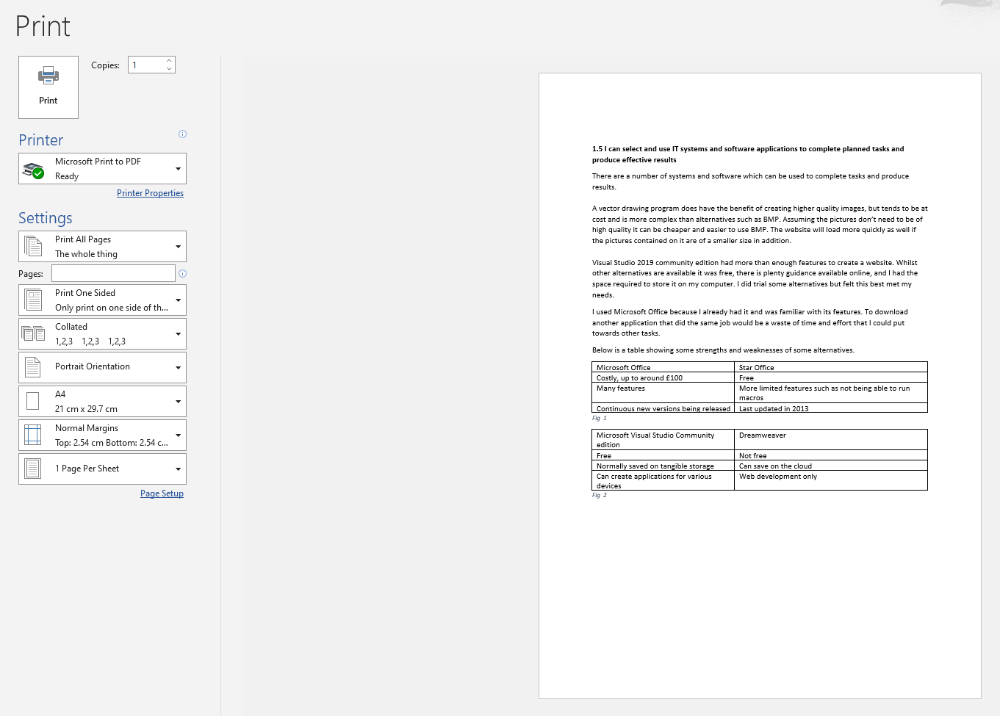 Print
Print
Copies:
1
Printer
Microsoft Print to PDF
Ready
Printer Properties
Settings
Print All Pages
The whole thing
Pages:
Print One Sided
Only print on one side of th...
Collated
1,2,3 1,2,3 1,2,3
Portrait Orientation
A4
21 cm x 29.7 cm
Normal Margins
Top: 2.54 cm Bottom: 2.54 c...
1 Page Per Sheet
Page Setup
1.5 I can select and use IT systems and software applications to complete planned tasks and
produce effective results
There are a number of systems and software which can be used to complete tasks and produce
results.
A vector drawing program does have the benefit of creating higher quality images, but tends to be at
cost and is more complex than alternatives such as BMP. Assuming the pictures don't need to be of
high quality it can be cheaper and easier to use BMP. The website will load more quickly as well if
the pictures contained on it are of a smaller size in addition.
Visual Studio 2019 community edition had more than enough features to create a website. Whilst
other alternatives are available it was free, there is plenty guidance available online, and I had the
space required to store it on my computer. I did trial some alternatives but felt this best met my
needs.
I used Microsoft Office because I already had it and was familiar with its features. To download
another application that did the same job would be a waste of time and effort that I could put
towards other tasks.
Below is a table showing some strengths and weaknesses of some alternatives.
Microsoft Office Star Office
Costly, up to around £100 Free
Many features More limited features such as not being able to run
macros
Continuous new versions being released Last updated in 2013
Fig 1
Microsoft Visual Studio Community Dreamweaver
edition
Free Not free
Normally saved on tangible storage Can save on the cloud
Can create applications for various Web development only
devices
Fig 2